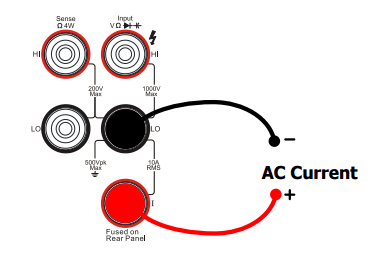 Sense
Ω 4W
Input
V Ω
HI
HI
200V
Max
1000V
Max
LO
LO
500Vpk
Max
10A
RMS
−
AC Current
+
I
Fused on
Rear Panel